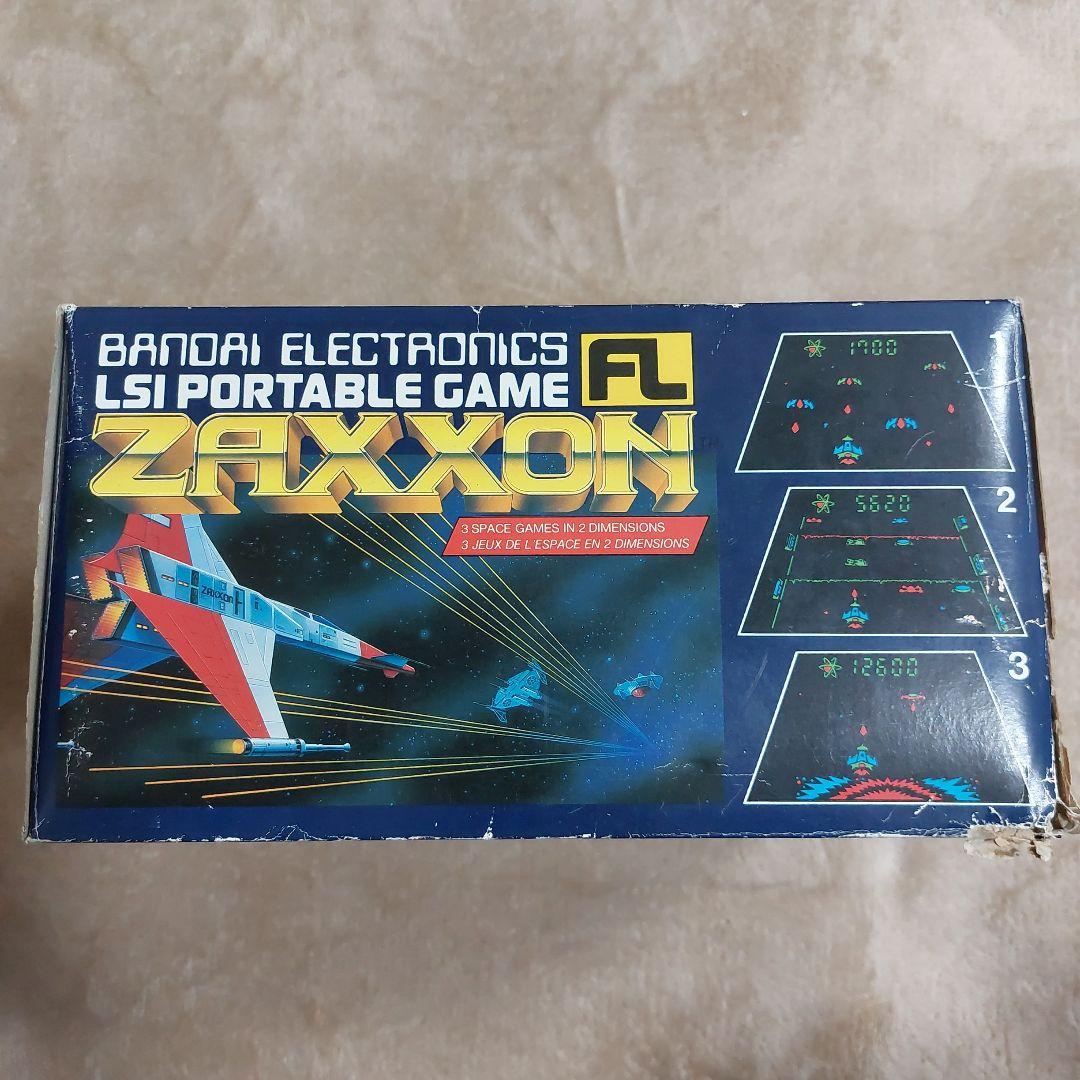 BANDAI ELECTRONICS
LSI PORTABLE GAME
FL
ZAXXON
TM
3 SPACE GAMES IN 2 DIMENSIONS
3 JEUX DE L'ESPACE EN 2 DIMENSIONS
ZAXXON
1
1700
2
5620
3
12600